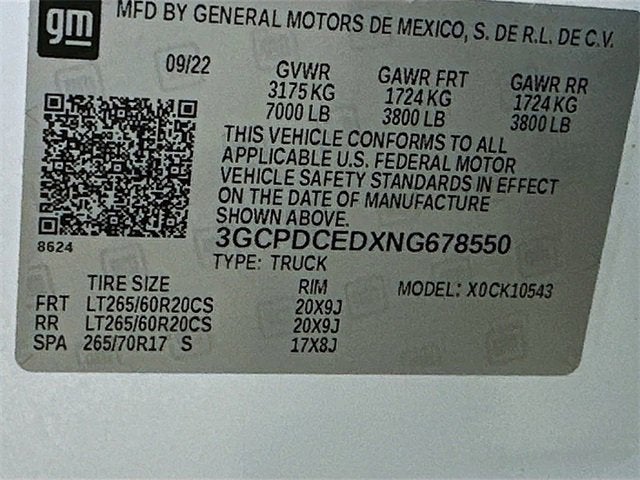 gm
MFD BY GENERAL MOTORS DE MEXICO, S. DE R.L. DE C.V.
09/22 GVWR GAWR FRT GAWR RR
3175 KG 1724 KG 1724 KG
7000 LB 3800 LB 3800 LB
THIS VEHICLE CONFORMS TO ALL
APPLICABLE U.S. FEDERAL MOTOR
VEHICLE SAFETY STANDARDS IN EFFECT
ON THE DATE OF MANUFACTURE
SHOWN ABOVE.
8624
3GCPDCEDXNG678550
TYPE: TRUCK
TIRE SIZE RIM MODEL: X0CK10543
FRT LT265/60R20CS 20X9J
RR LT265/60R20CS 20X9J
SPA 265/70R17 S 17X8J